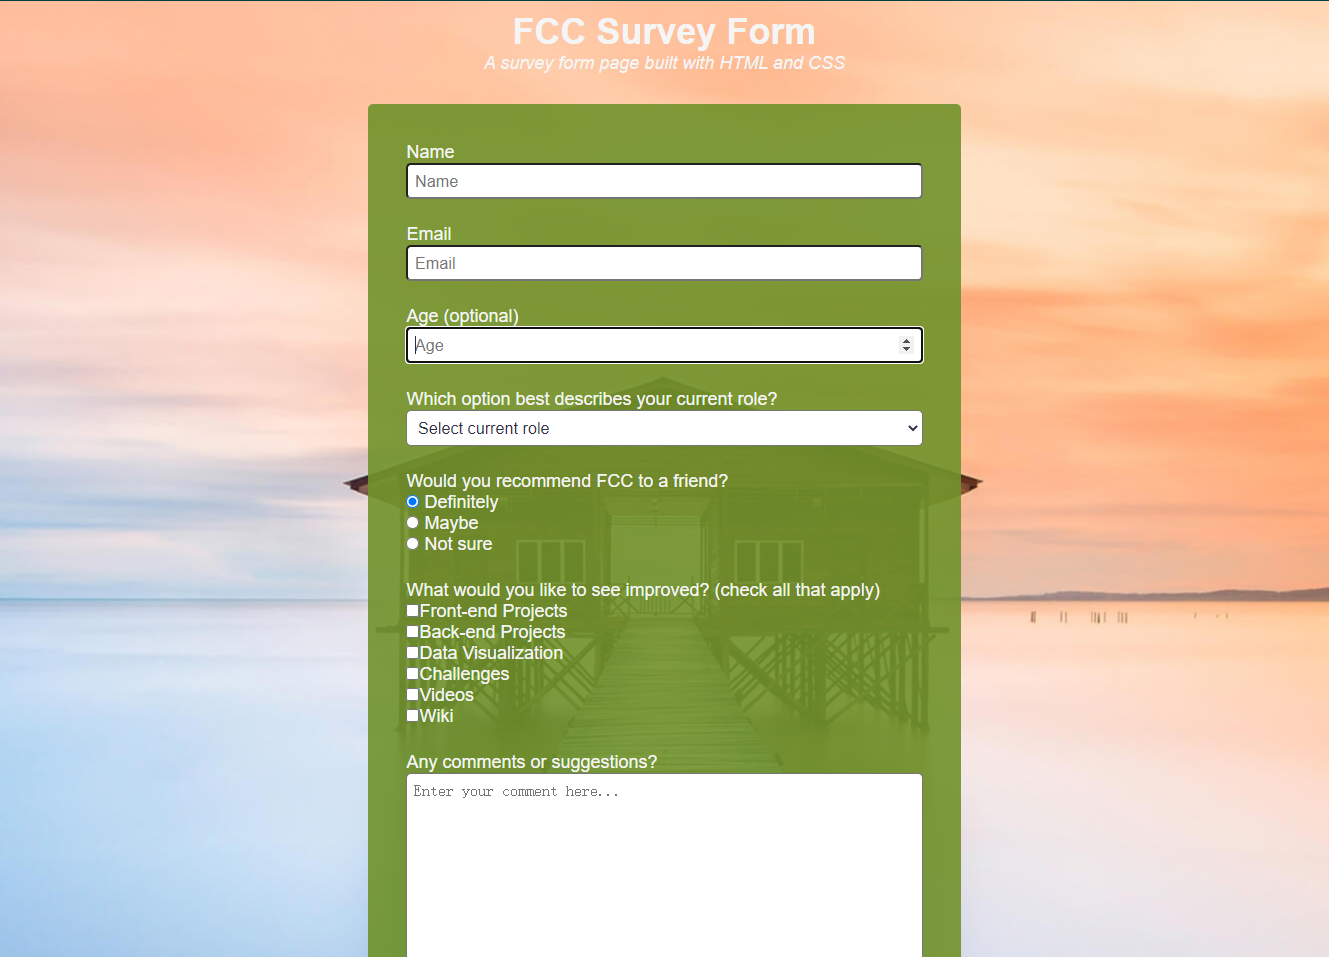 FCC Survey Form
A survey form page built with HTML and CSS
Name
Name
Email
Email
Age (optional)
Age
Which option best describes your current role?
Select current role
Would you recommend FCC to a friend?
Definitely
Maybe
Not sure
What would you like to see improved? (check all that apply)
Front-end Projects
Back-end Projects
Data Visualization
Challenges
Videos
Wiki
Any comments or suggestions?
Enter your comment here...